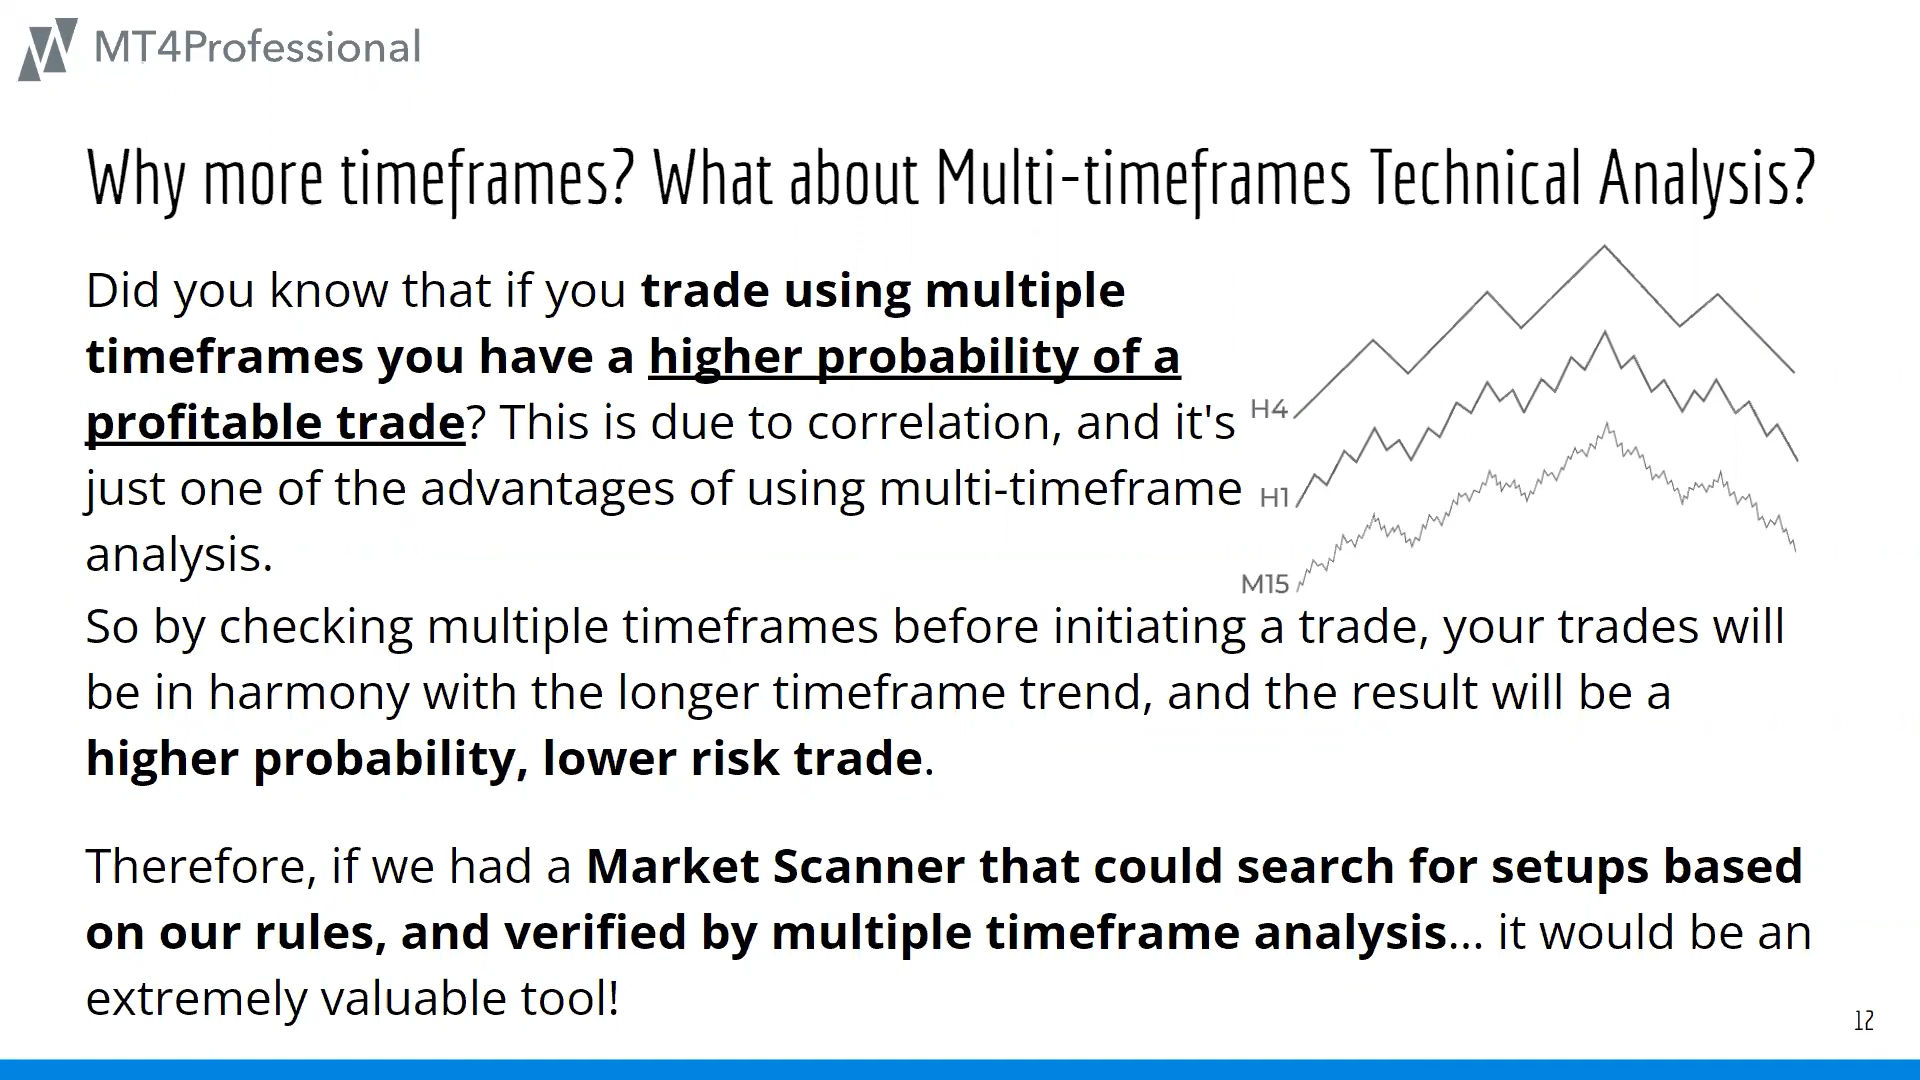 MT4Professional
Why more timeframes? What about Multi-timeframes Technical Analysis?
Did you know that if you trade using multiple
timeframes you have a higher probability of a
profitable trade? This is due to correlation, and it's
just one of the advantages of using multi-timeframe
analysis.
H4
H1
M15
So by checking multiple timeframes before initiating a trade, your trades will
be in harmony with the longer timeframe trend, and the result will be a
higher probability, lower risk trade.
Therefore, if we had a Market Scanner that could search for setups based
on our rules, and verified by multiple timeframe analysis... it would be an
extremely valuable tool!
12